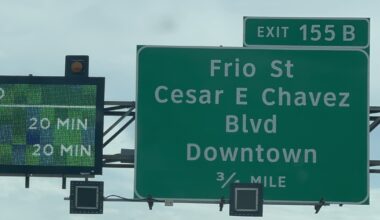 EXIT 155 B
Frio St
Cesar E Chavez
Blvd
Downtown
3/4 MILE
20 MIN
20 MIN